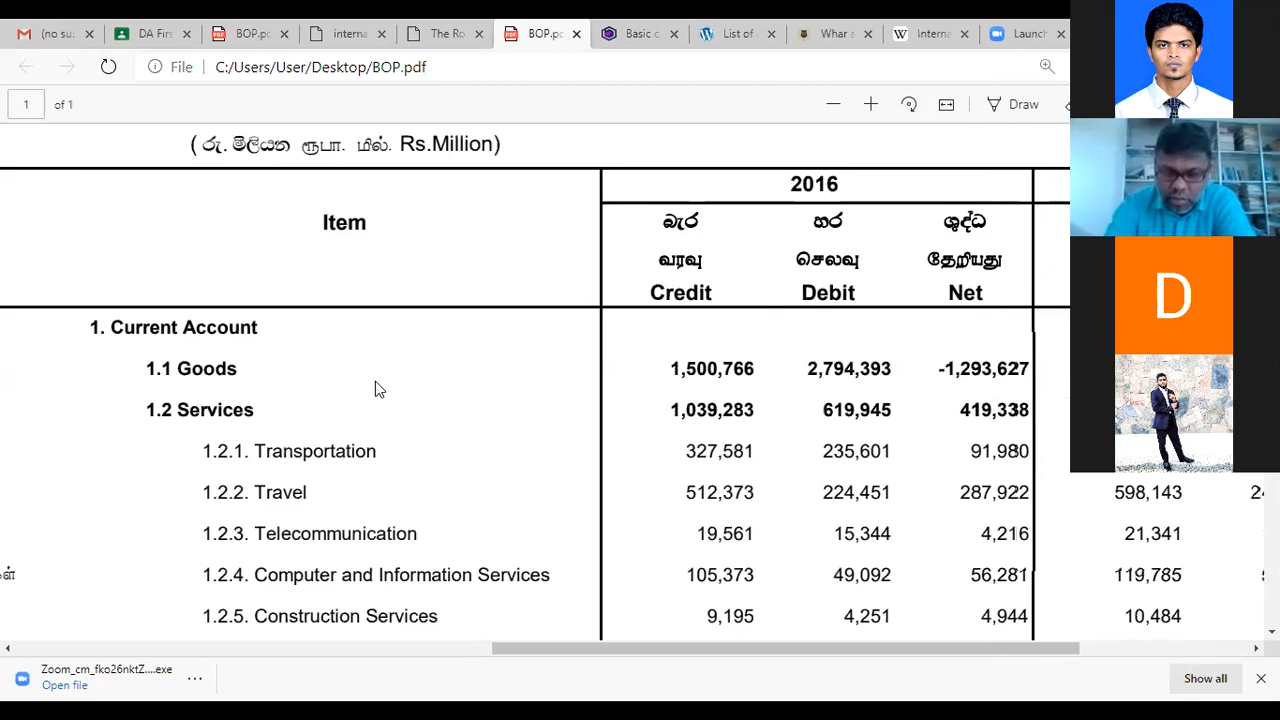 (no su
DA Firs
BOP.pc
interna
The Ro
BOP.pc
Basic c
List of
Whar a
Interna
Launch
File C:/Users/User/Desktop/BOP.pdf
1 of 1
Draw
( රු. මිලියන ரூபா. மில். Rs.Million)
2016
Item
බැර හර ශුද්ධ
வரவு செலவு தேறியது
Credit Debit Net
1. Current Account
1.1 Goods 1,500,766 2,794,393 -1,293,627
1.2 Services 1,039,283 619,945 419,338
1.2.1. Transportation 327,581 235,601 91,980
1.2.2. Travel 512,373 224,451 287,922 598,143 24
1.2.3. Telecommunication 19,561 15,344 4,216 21,341
கள் 1.2.4. Computer and Information Services 105,373 49,092 56,281 119,785
1.2.5. Construction Services 9,195 4,251 4,944 10,484
D
Zoom_cm_fko26nktZ....exe
Open file
Show all